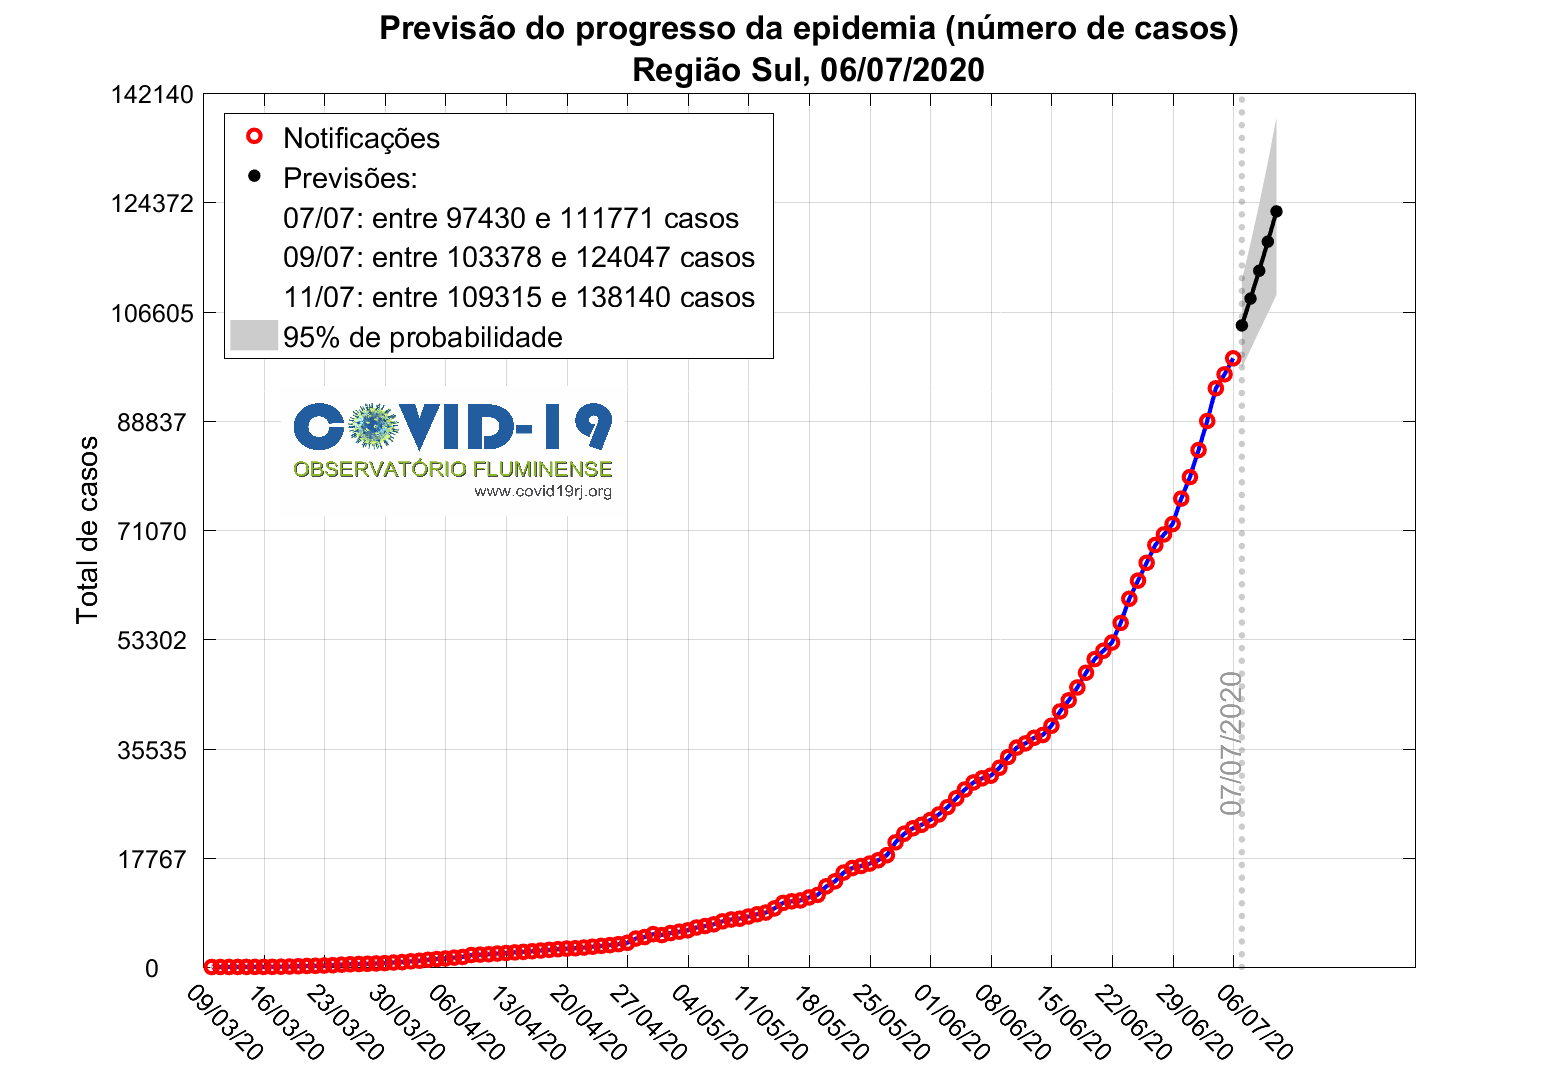 Previsão do progresso da epidemia (número de casos)
Região Sul, 06/07/2020
142140
124372
106605
88837
71070
53302
35535
17767
0
Total de casos
Notificações
Previsões:
07/07: entre 97430 e 111771 casos
09/07: entre 103378 e 124047 casos
11/07: entre 109315 e 138140 casos
95% de probabilidade
COVID-19
OBSERVATÓRIO FLUMINENSE
www.covid19rj.org
07/07/2020
09/03/20
16/03/20
23/03/20
30/03/20
06/04/20
13/04/20
20/04/20
27/04/20
04/05/20
11/05/20
18/05/20
25/05/20
01/06/20
08/06/20
15/06/20
22/06/20
29/06/20
06/07/20